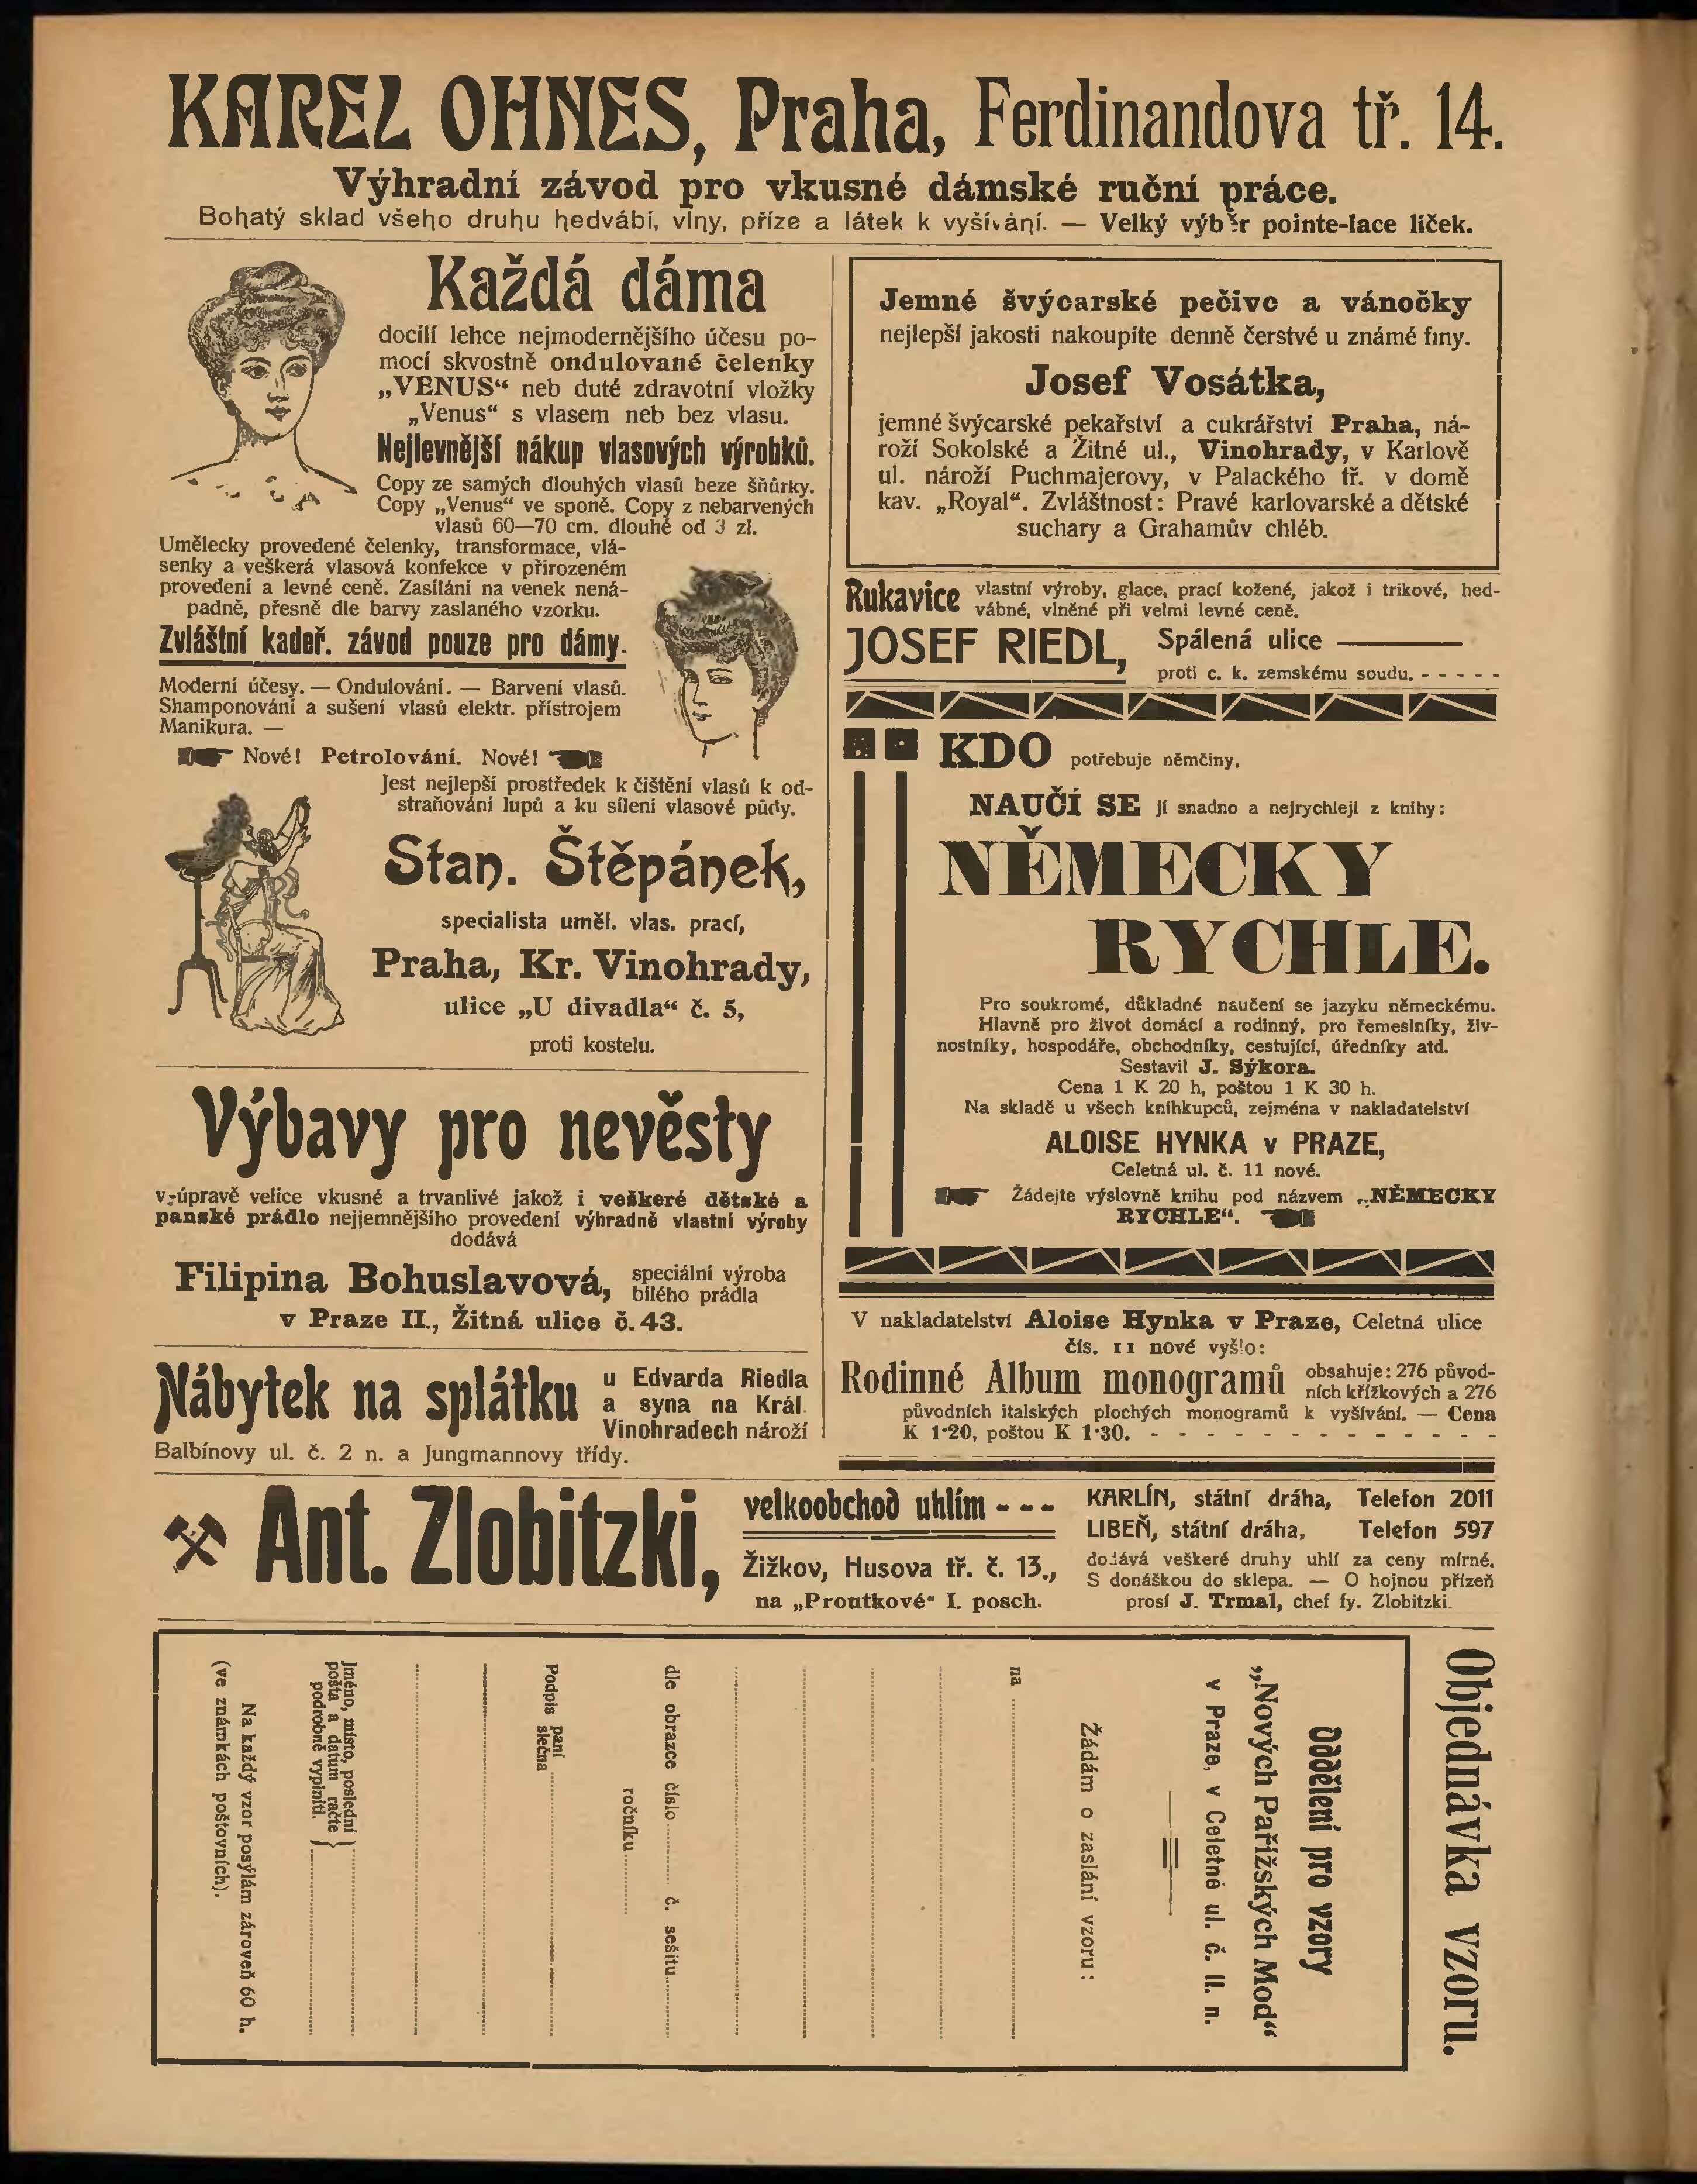 KAREL OHNES, Praha, Ferdinandova tř. 14.
Výhradní závod pro vkusné dámské ruční práce.
Bohatý sklad všeho druhu hedvábí, vlny, příze a látek k vyšívání. — Velký výběr pointe-lace líček.
Každá dáma
docílí lehce nejmodernějšího účesu po-
mocí skvostně ondulované čelenky
„VENUS“ neb duté zdravotní vložky
„Venus“ s vlasem neb bez vlasu.
Nejlevnější nákup vlasových výrobků.
Copy ze samých dlouhých vlasů beze šňůrky.
Copy „Venus“ ve sponě. Copy z nebarvených
vlasů 60—70 cm. dlouhé od 3 zl.
Umělecky provedené čelenky, transformace, vlá-
senky a veškerá vlasová konfekce v přirozeném
provedení a levné ceně. Zasílání na venek nená-
padně, přesně dle barvy zaslaného vzorku.
Zvláštní kadeř. závod pouze pro dámy.
Moderní účesy. — Ondulování. — Barvení vlasů.
Shamponování a sušení vlasů elektr. přístrojem
Manikura. —
Nové! Petrolování. Nové!
Jest nejlepší prostředek k čištění vlasů k od-
straňování lupů a ku sílení vlasové půdy.
Stan. Štěpánek,
specialista uměl. vlas. prací,
Praha, Kr. Vinohrady,
ulice „U divadla“ č. 5,
proti kostelu.
Výbavy pro nevěsty
v úpravě velice vkusné a trvanlivé jakož i veškeré dětské a
panské prádlo nejjemnějšího provedení výhradně vlastní výroby
dodává
Filipina Bohuslavová, speciální výroba
bílého prádla
v Praze II., Žitná ulice č. 43.
Nábytek na splátku u Edvarda Riedla
a syna na Král.
Vinohradech nároží
Balbínovy ul. č. 2 n. a Jungmannovy třídy.
Jemné švýcarské pečivo a vánočky
nejlepší jakosti nakoupíte denně čerstvé u známé firmy.
Josef Vosátka,
jemné švýcarské pekařství a cukrářství Praha, ná-
roží Sokolské a Žitné ul., Vinohrady, v Karlově
ul. nároží Puchmajerovy, v Palackého tř. v domě
kav. „Royal“. Zvláštnost: Pravé karlovarské a dětské
suchary a Grahamův chléb.
Rukavice vlastní výroby, glace, prací kožené, jakož i trikové, hed-
vábné, vlněné při velmi levné ceně.
JOSEF RIEDL, Spálená ulice ———
proti c. k. zemskému soudu. - - - - -
KDO potřebuje němčiny,
NAUČÍ SE jí snadno a nejrychleji z knihy:
NĚMECKY
RYCHLE.
Pro soukromé, důkladné naučení se jazyku německému.
Hlavně pro život domácí a rodinný, pro řemeslníky, živ-
nostníky, hospodáře, obchodníky, cestující, úředníky atd.
Sestavil J. Sýkora.
Cena 1 K 20 h, poštou 1 K 30 h.
Na skladě u všech knihkupců, zejména v nakladatelství
ALOISE HYNKA v PRAZE,
Celetná ul. č. 11 nové.
Žádejte výslovně knihu pod názvem „NĚMECKY
RYCHLE“.
V nakladatelství Aloise Hynka v Praze, Celetná ulice
čís. 11 nové vyšlo:
Rodinné Album monogramů obsahuje: 276 původ-
ních křížkových a 276
původních italských plochých monogramů k vyšívání. — Cena
K 1·20, poštou K 1·30. - - - - - - - - - - - - -
Ant. Zlobitzki,
velkoobchod uhlím - - -
Žižkov, Husova tř. č. 13.,
na „Proutkové“ I. posch.
KARLÍN, státní dráha, Telefon 2011
LIBEŇ, státní dráha, Telefon 597
dodává veškeré druhy uhlí za ceny mírné.
S donáškou do sklepa. — O hojnou přízeň
prosí J. Trmal, chef fy. Zlobitzki.
Objednávka vzoru.
Oddělení pro vzory
„Nových Pařížských Mod“
v Praze, v Celetné ul. č. 11. n.
Žádám o zaslání vzoru:
na
dle obrazce číslo č. sešitu
ročníku
Podpis paní
slečna
Jméno, místo, poslední
pošta a datum račte
podrobně vyplniti.
Na každý vzor posýlám zároveň 60 h.
(ve známkách poštovních).